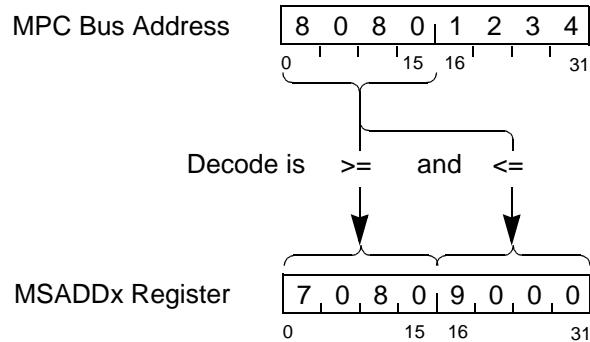 MPC Bus Address 8 0 8 0 1 2 3 4
0 15 16 31
Decode is >= and <=
MSADDx Register 7 0 8 0 9 0 0 0
0 15 16 31